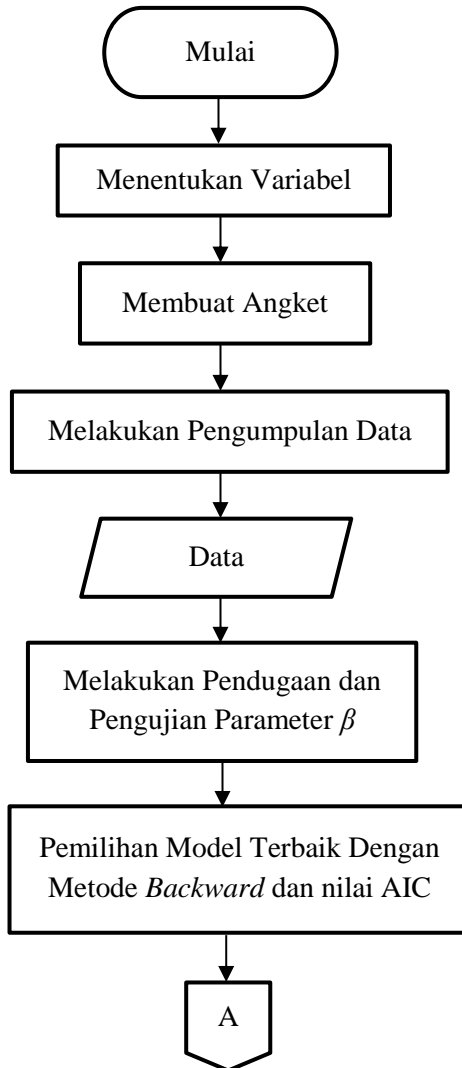 Mulai
Menentukan Variabel
Membuat Angket
Melakukan Pengumpulan Data
Data
Melakukan Pendugaan dan
Pengujian Parameter β
Pemilihan Model Terbaik Dengan
Metode Backward dan nilai AIC
A